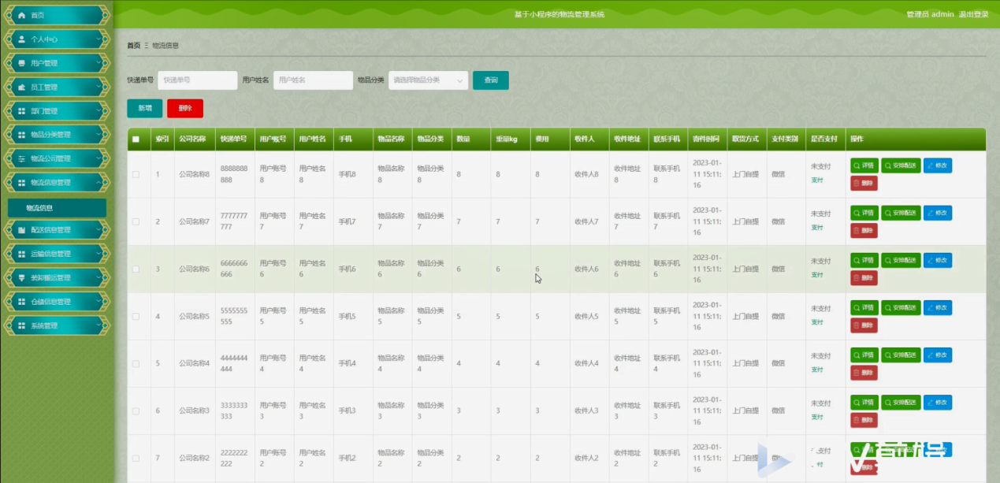 基于小程序的物流管理系统
管理员 admin 退出登录
首页
个人中心
用户管理
员工管理
部门管理
物品分类管理
物流公司管理
物流信息管理
物流信息
配送信息管理
运输信息管理
装卸搬运管理
仓储信息管理
系统管理
首页 Ξ 物流信息
快递单号 快递单号 用户姓名 用户姓名 物品分类 请选择物品分类 查询
新增 删除
索引 公司名称 快递单号 用户账号 用户姓名 手机 物品名称 物品分类 数量 重量kg 费用 收件人 收件地址 联系手机 寄件时间 取货方式 支付类别 是否支付 操作
1 公司名称8 8888888888 用户账号8 用户姓名8 手机8 物品名称8 物品分类8 8 8 8 收件人8 收件地址8 联系手机8 2023-01-11 15:11:16 上门自提 微信 未支付 支付 详情 安排配送 修改 删除
2 公司名称7 7777777777 用户账号7 用户姓名7 手机7 物品名称7 物品分类7 7 7 7 收件人7 收件地址7 联系手机7 2023-01-11 15:11:16 上门自提 微信 未支付 支付 详情 安排配送 修改 删除
3 公司名称6 6666666666 用户账号6 用户姓名6 手机6 物品名称6 物品分类6 6 6 6 收件人6 收件地址6 联系手机6 2023-01-11 15:11:16 上门自提 微信 未支付 支付 详情 安排配送 修改 删除
4 公司名称5 5555555555 用户账号5 用户姓名5 手机5 物品名称5 物品分类5 5 5 5 收件人5 收件地址5 联系手机5 2023-01-11 15:11:16 上门自提 微信 未支付 支付 详情 安排配送 修改 删除
5 公司名称4 4444444444 用户账号4 用户姓名4 手机4 物品名称4 物品分类4 4 4 4 收件人4 收件地址4 联系手机4 2023-01-11 15:11:16 上门自提 微信 未支付 支付 详情 安排配送 修改 删除
6 公司名称3 3333333333 用户账号3 用户姓名3 手机3 物品名称3 物品分类3 3 3 3 收件人3 收件地址3 联系手机3 2023-01-11 15:11:16 上门自提 微信 未支付 支付 详情 安排配送 修改 删除
7 公司名称2 2222222222 用户账号2 用户姓名2 手机2 物品名称2 物品分类2 2 2 2 收件人2 收件地址2 联系手机2 2023-01-11 15:11:16 上门自提 支付 付 删除